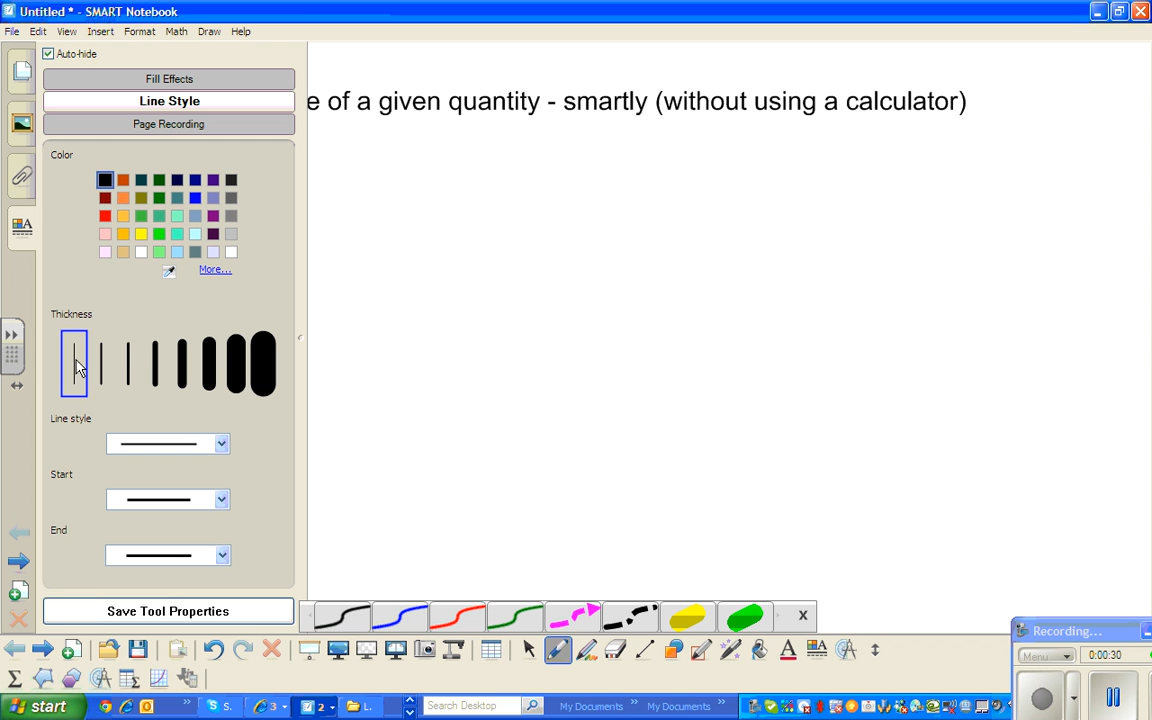 Untitled * - SMART Notebook
File Edit View Insert Format Math Draw Help
Auto-hide
Fill Effects
Line Style
Page Recording
e of a given quantity - smartly (without using a calculator)
Color
More...
Thickness
Line style
Start
End
Save Tool Properties
X
Recording...
Menu
0:00:30
start
S.
3
2
L.
Search Desktop
My Documents
My Documents